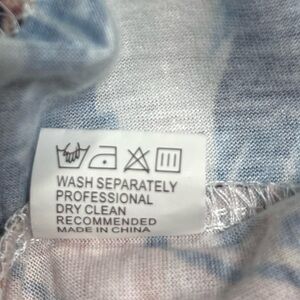 WASH SEPARATELY
PROFESSIONAL
DRY CLEAN
RECOMMENDED
MADE IN CHINA